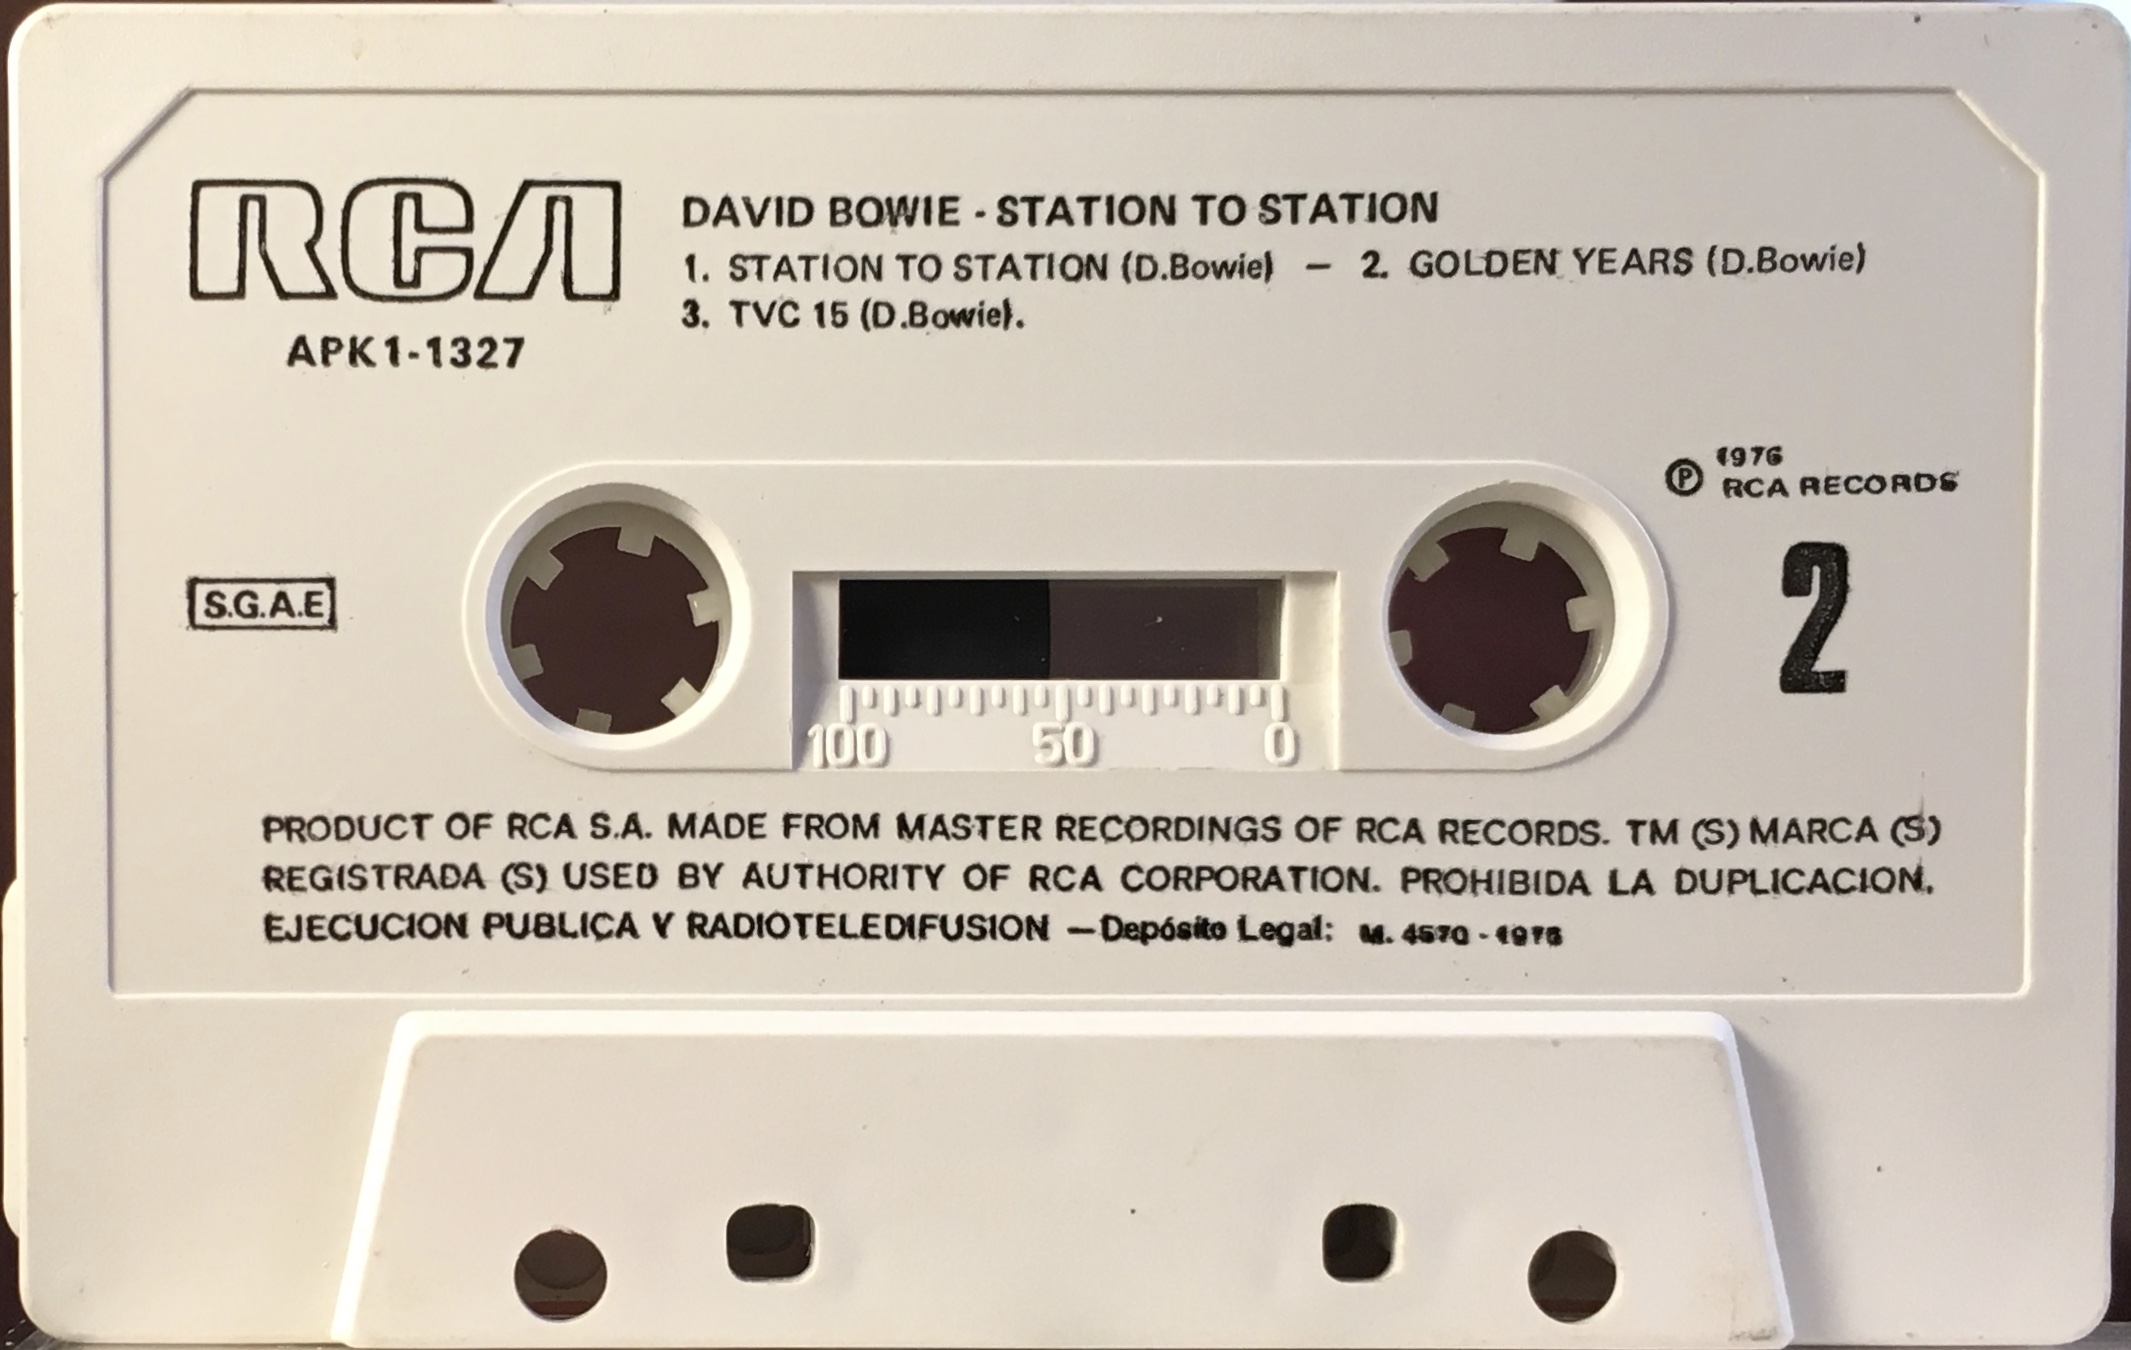 RCA
APK1-1327
DAVID BOWIE - STATION TO STATION
1. STATION TO STATION (D.Bowie) — 2. GOLDEN YEARS (D.Bowie)
3. TVC 15 (D.Bowie).
Ⓟ 1976
RCA RECORDS
S.G.A.E
2
100 50 0
PRODUCT OF RCA S.A. MADE FROM MASTER RECORDINGS OF RCA RECORDS. TM (S) MARCA (S)
REGISTRADA (S) USED BY AUTHORITY OF RCA CORPORATION. PROHIBIDA LA DUPLICACION,
EJECUCION PUBLICA Y RADIOTELEDIFUSION — Depósito Legal: M. 4570 - 1976